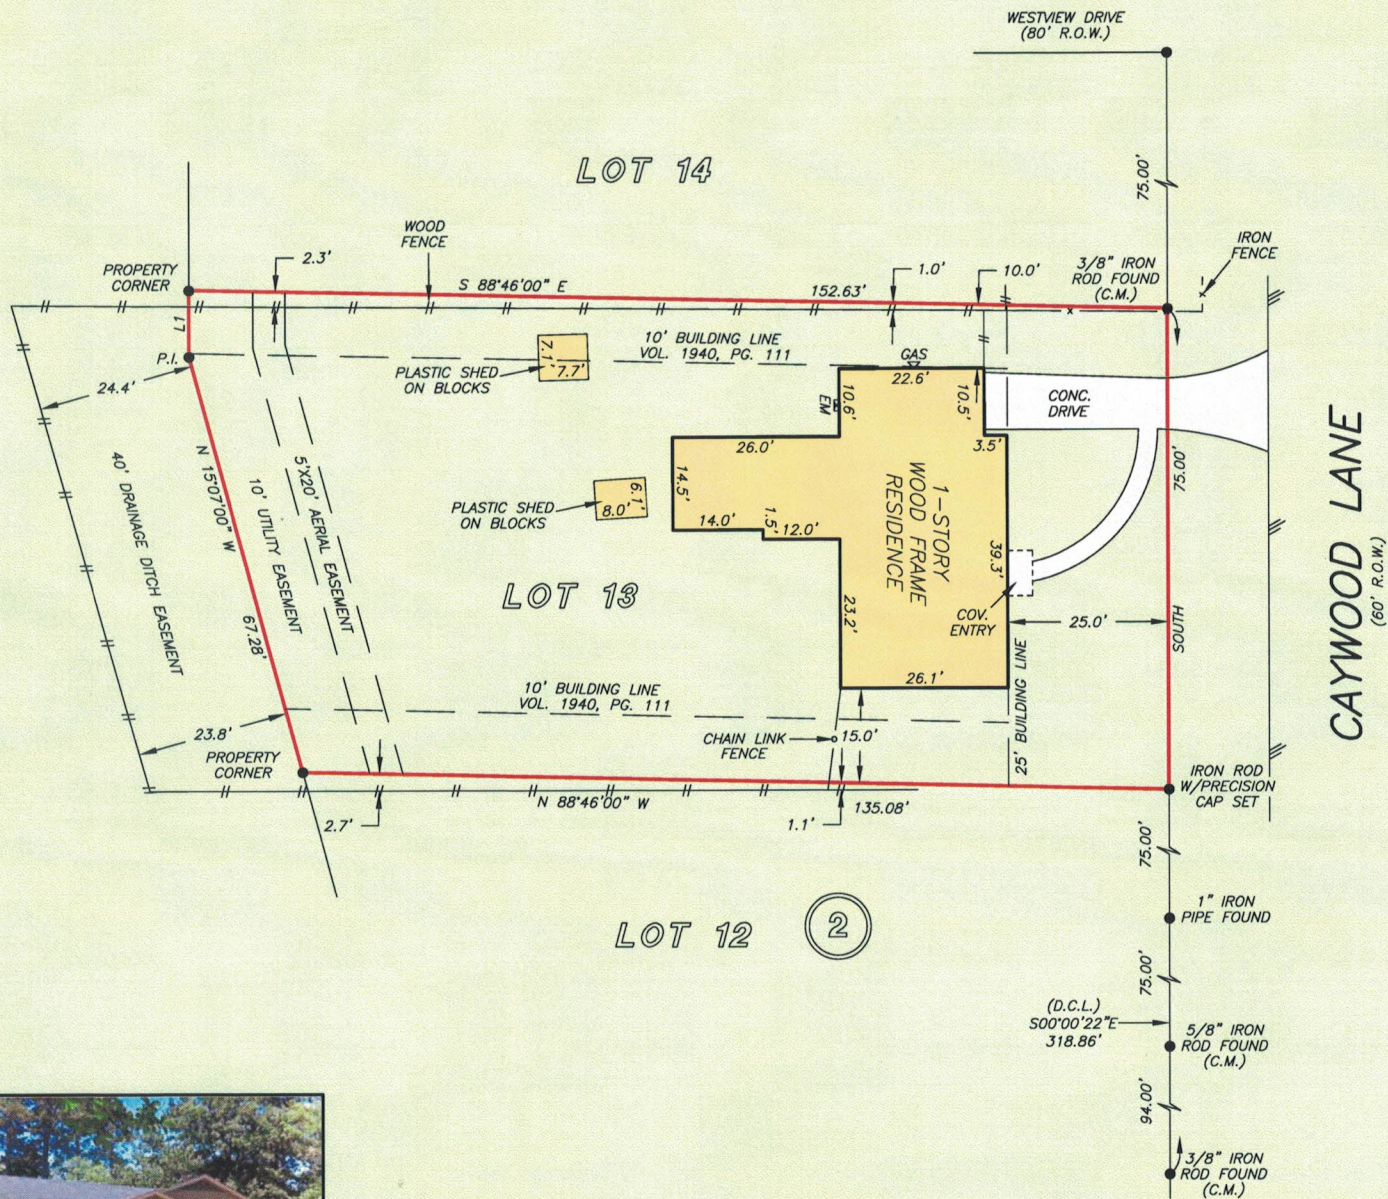 WESTVIEW DRIVE
(80' R.O.W.)
75.00'
LOT 14
WOOD
FENCE
IRON
FENCE
2.3'
PROPERTY
CORNER
S 88°46'00" E
152.63'
1.0'
10.0'
3/8" IRON
ROD FOUND
(C.M.)
L1
P.I.
10' BUILDING LINE
VOL. 1940, PG. 111
GAS
22.6'
7.1'
7.7'
PLASTIC SHED
ON BLOCKS
24.4'
EM
10.6'
10.5'
CONC.
DRIVE
26.0'
3.5'
14.5'
75.00'
40' DRAINAGE DITCH EASEMENT
N 15°07'00" W
67.28'
10' UTILITY EASEMENT
5'X20' AERIAL EASEMENT
PLASTIC SHED
ON BLOCKS
6.1'
8.0'
14.0'
1.5'
12.0'
1-STORY
WOOD FRAME
RESIDENCE
39.3'
CAYWOOD LANE
(60' R.O.W.)
LOT 13
23.2'
COV.
ENTRY
25.0'
SOUTH
26.1'
25' BUILDING LINE
10' BUILDING LINE
VOL. 1940, PG. 111
23.8'
CHAIN LINK
FENCE
15.0'
PROPERTY
CORNER
IRON ROD
W/PRECISION
CAP SET
N 88°46'00" W
135.08'
2.7'
1.1'
75.00'
LOT 12
2
1" IRON
PIPE FOUND
75.00'
(D.C.L.)
S00°00'22"E
318.86'
5/8" IRON
ROD FOUND
(C.M.)
94.00'
3/8" IRON
ROD FOUND
(C.M.)